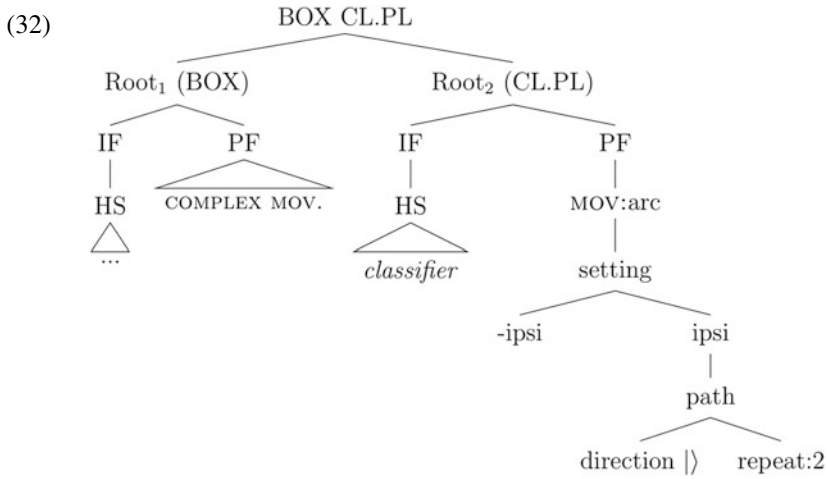 (32)
BOX CL.PL
Root₁ (BOX) Root₂ (CL.PL)
IF PF IF PF
HS COMPLEX MOV. HS MOV:arc
... classifier setting
-ipsi ipsi
path
direction |⟩ repeat:2